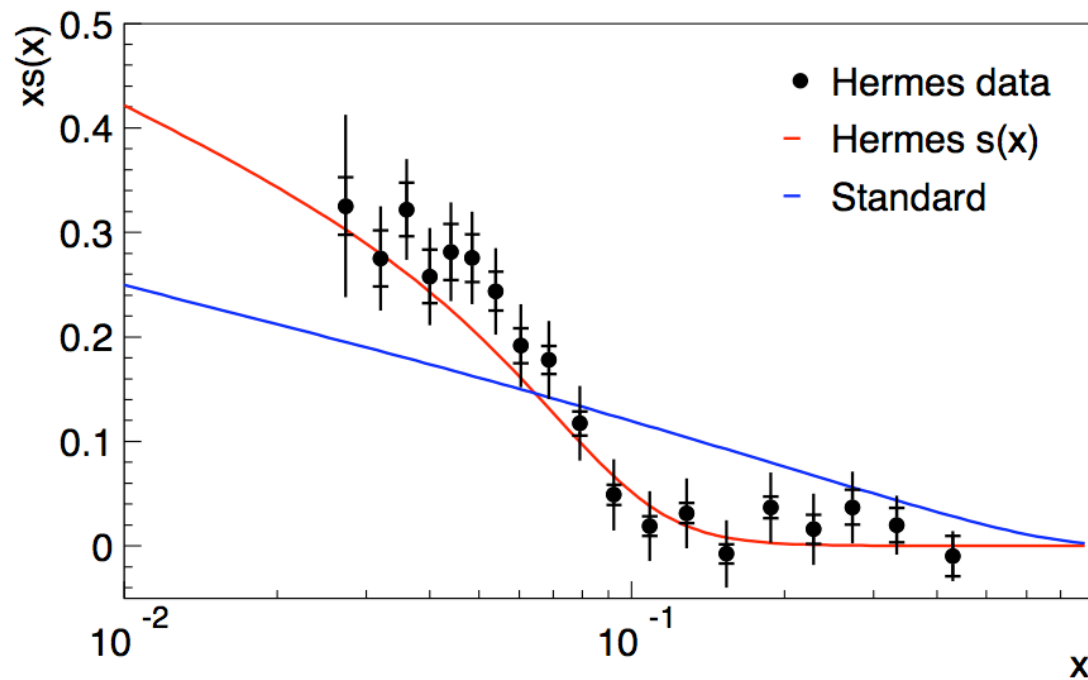 xs(x)
0.5
0.4
0.3
0.2
0.1
0
Hermes data
Hermes s(x)
Standard
10^-2
10^-1
x